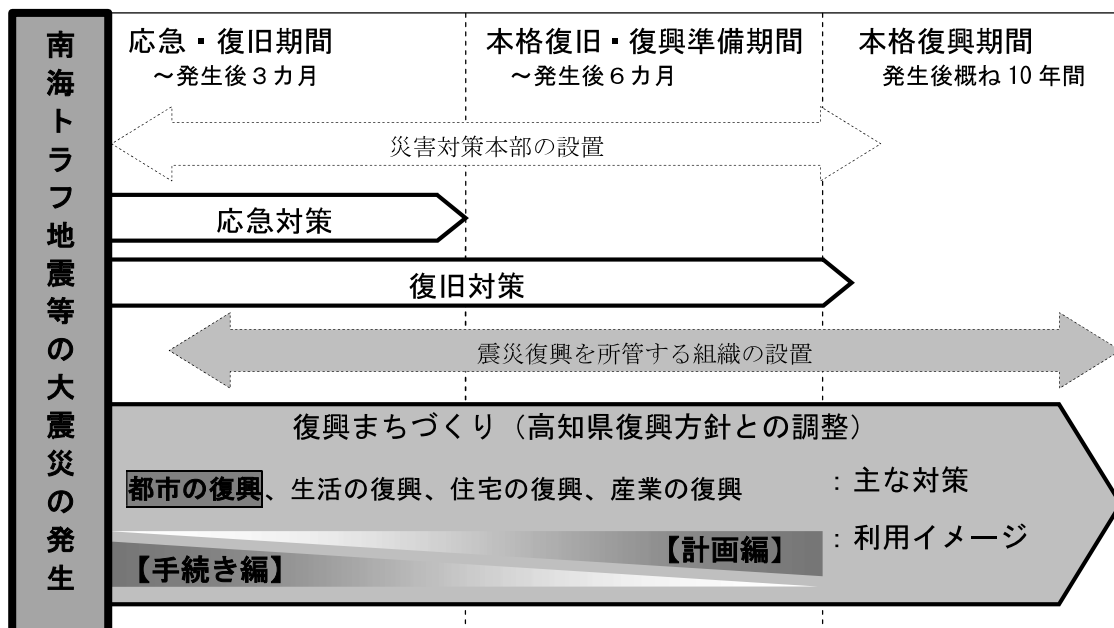 南海トラフ地震等の大震災の発生
応急・復旧期間
～発生後３カ月
本格復旧・復興準備期間
～発生後６カ月
本格復興期間
発生後概ね 10 年間
災害対策本部の設置
応急対策
復旧対策
震災復興を所管する組織の設置
復興まちづくり（高知県復興方針との調整）
都市の復興、生活の復興、住宅の復興、産業の復興
：主な対策
【手続き編】
【計画編】
：利用イメージ